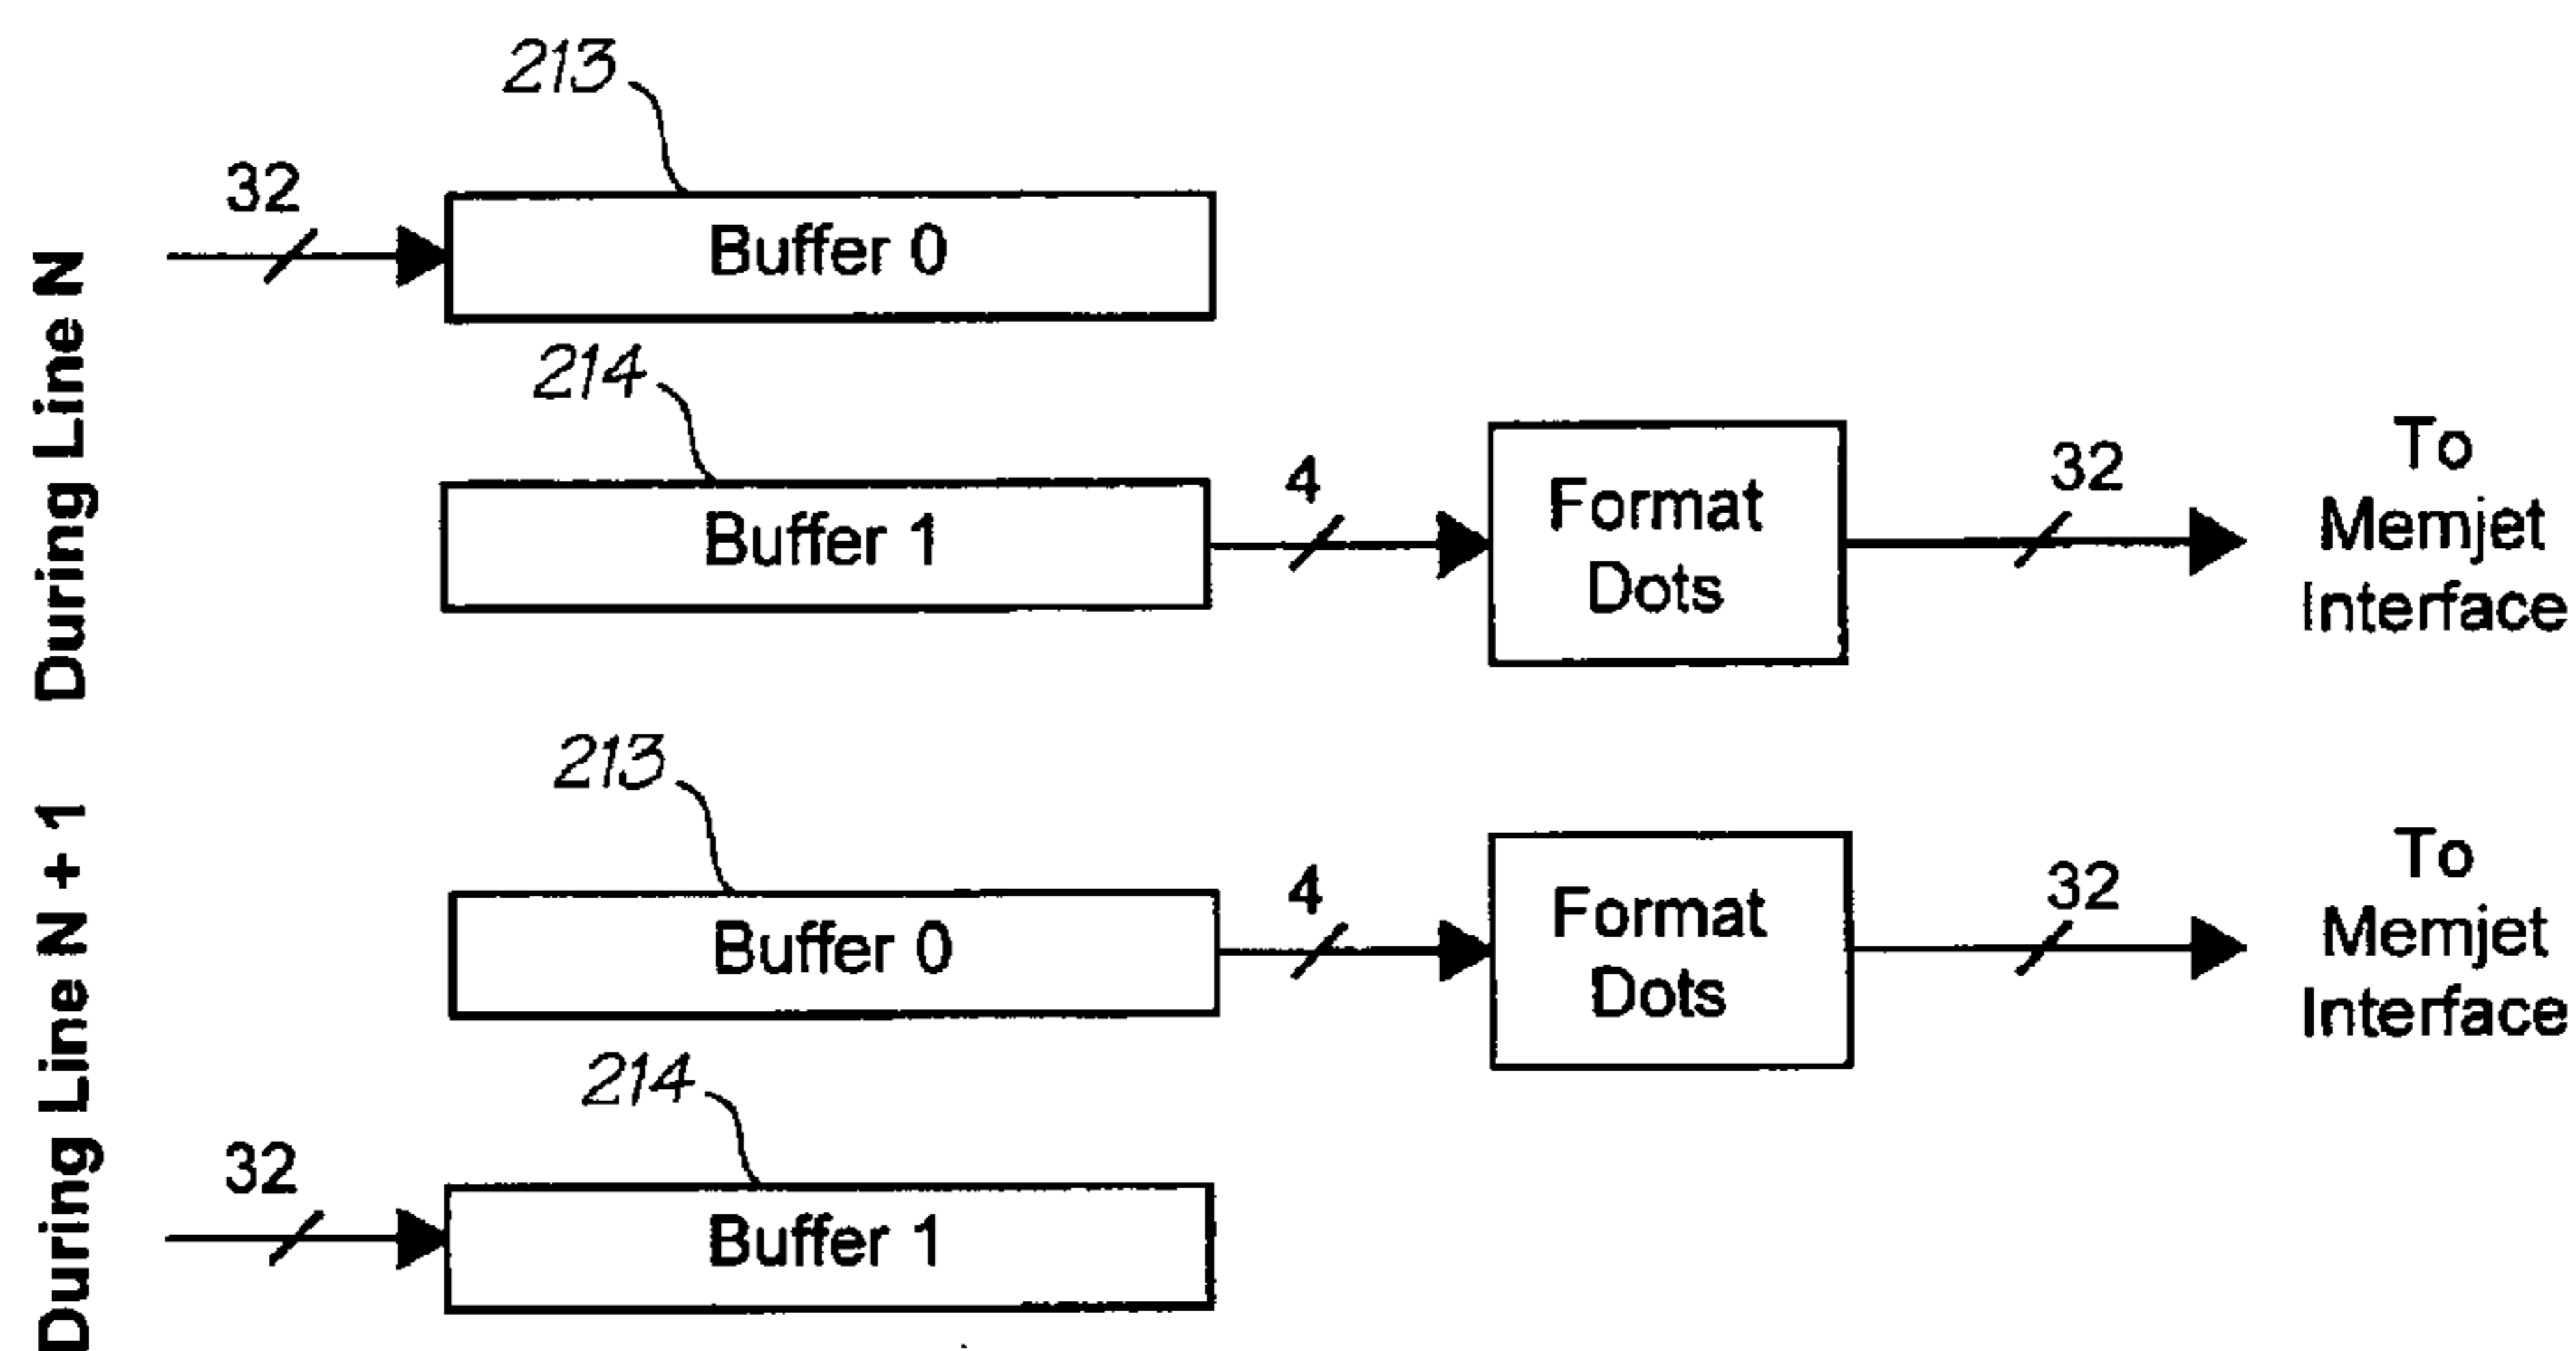 During Line N
213
32
Buffer 0
214
Buffer 1
4
Format
Dots
32
To
Memjet
Interface
During Line N + 1
213
Buffer 0
4
Format
Dots
32
To
Memjet
Interface
214
32
Buffer 1